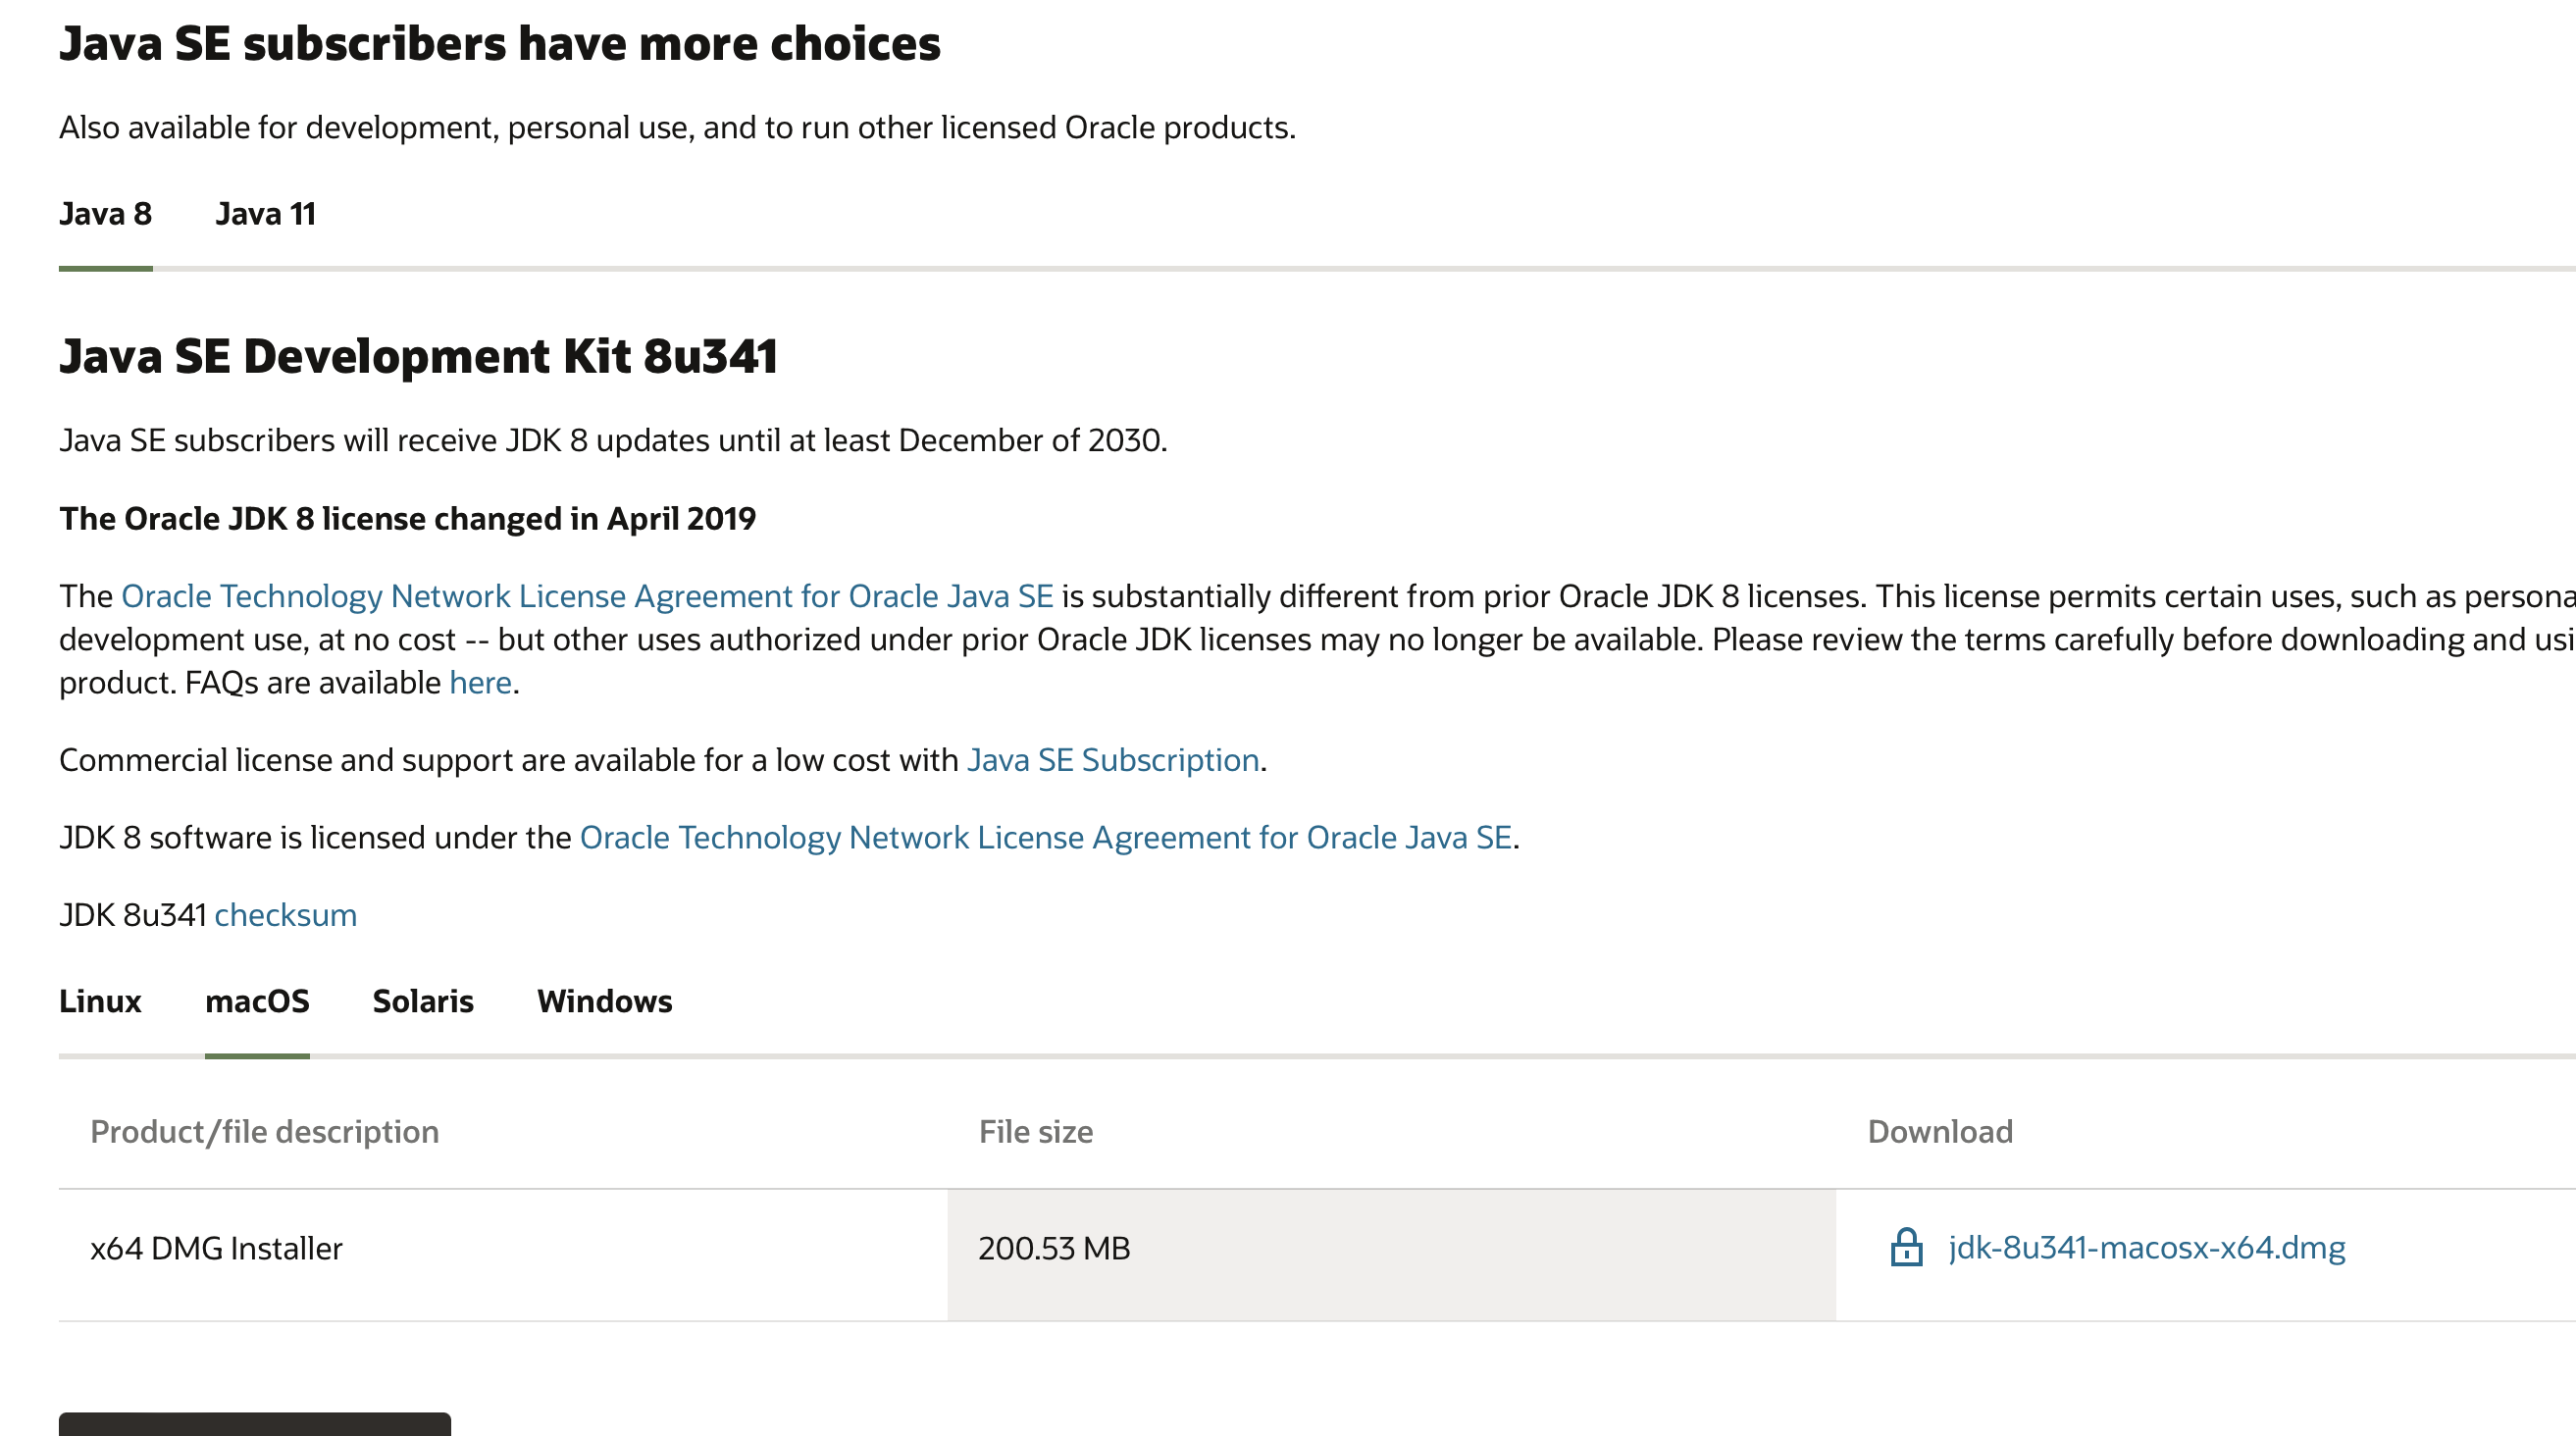 Java SE subscribers have more choices
Also available for development, personal use, and to run other licensed Oracle products.
Java 8 Java 11
Java SE Development Kit 8u341
Java SE subscribers will receive JDK 8 updates until at least December of 2030.
The Oracle JDK 8 license changed in April 2019
The Oracle Technology Network License Agreement for Oracle Java SE is substantially different from prior Oracle JDK 8 licenses. This license permits certain uses, such as
development use, at no cost -- but other uses authorized under prior Oracle JDK licenses may no longer be available. Please review the terms carefully before downloading and
product. FAQs are available here.
Commercial license and support are available for a low cost with Java SE Subscription.
JDK 8 software is licensed under the Oracle Technology Network License Agreement for Oracle Java SE.
JDK 8u341 checksum
Linux macOS Solaris Windows
Product/file description File size Download
x64 DMG Installer 200.53 MB jdk-8u341-macosx-x64.dmg